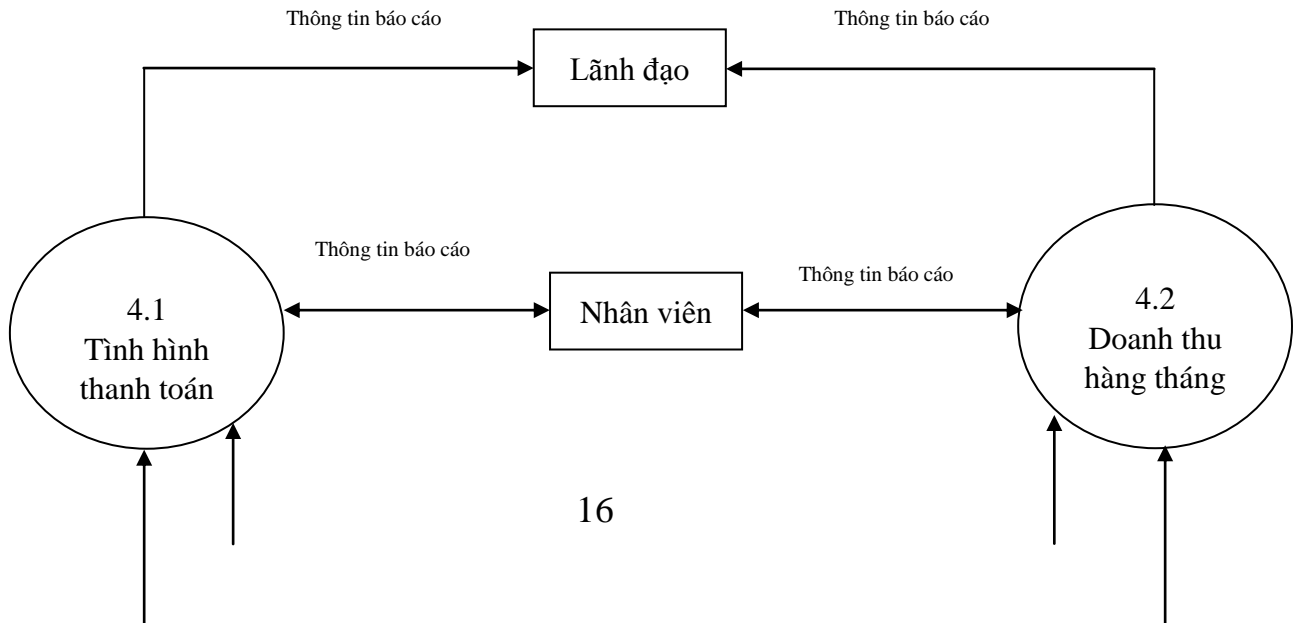 Thông tin báo cáo
Thông tin báo cáo
Lãnh đạo
Thông tin báo cáo
Thông tin báo cáo
4.1
Tình hình
thanh toán
Nhân viên
4.2
Doanh thu
hàng tháng
16